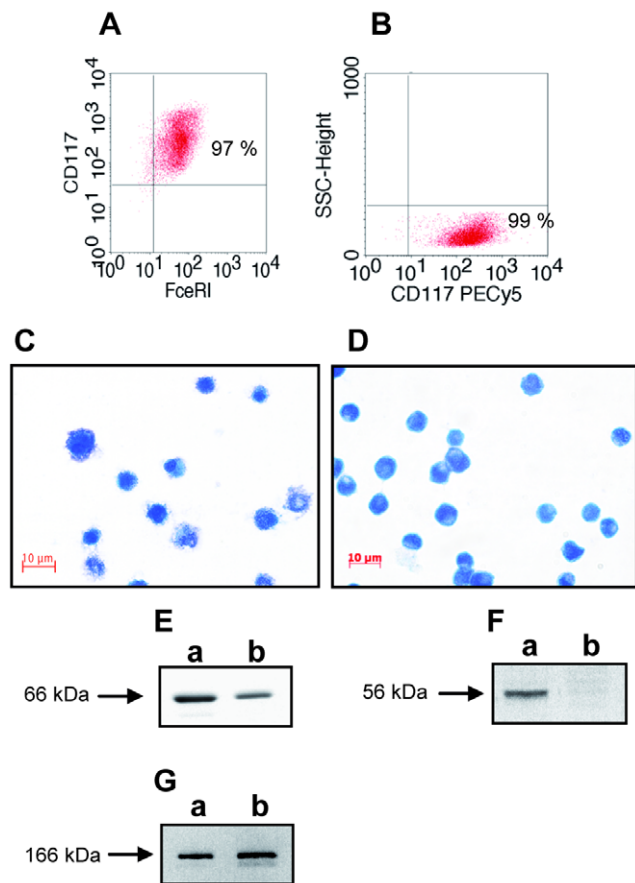 A
B
CD117
10⁴
10³
10²
10¹
10⁰
97 %
10⁰ 10¹ 10² 10³ 10⁴
FceRI
SSC-Height
1000
0
99 %
10⁰ 10¹ 10² 10³ 10⁴
CD117 PECy5
C
D
10 µm
10 µm
E
a b
66 kDa
F
a b
56 kDa
G
a b
166 kDa